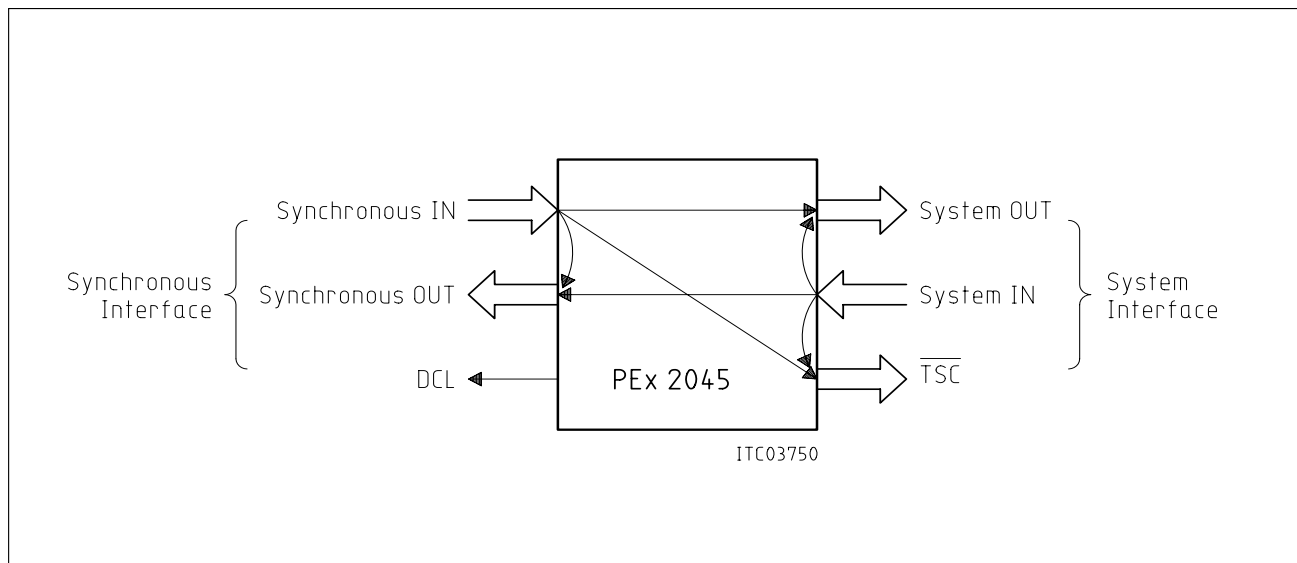 Synchronous IN
System OUT
Synchronous
Interface
Synchronous OUT
System IN
System
Interface
DCL
PEx 2045
TSC
ITC03750